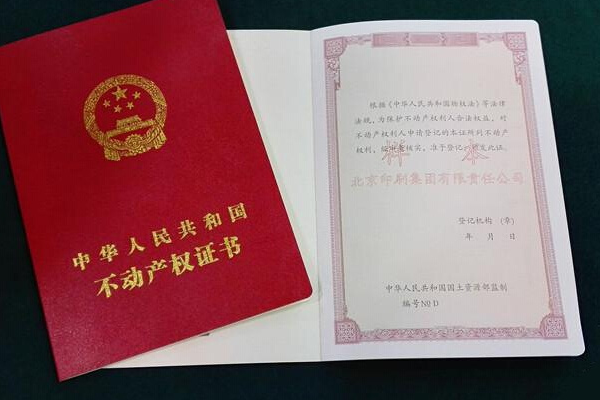 中华人民共和国
不动产权证书
根据《中华人民共和国物权法》等法律
法规，为保护不动产权利人合法权益，对
不动产权利人申请登记的本证所列不动产
权利，经审查核实，准予登记，颁发此证。
样本
北京印刷集团有限责任公司
登记机构（章）
年 月 日
中华人民共和国国土资源部监制
编号 № D